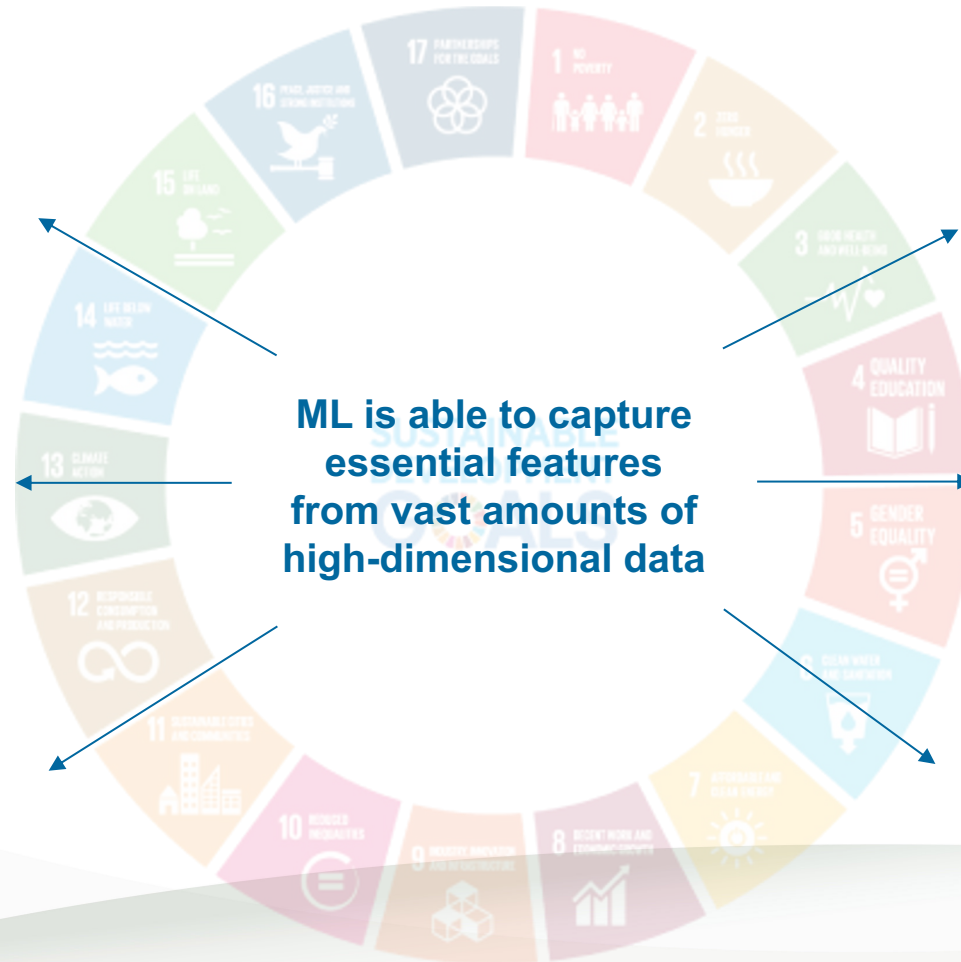 17 PARTNERSHIPS
FOR THE GOALS
1 NO
POVERTY
2 ZERO
HUNGER
3 GOOD HEALTH
AND WELL-BEING
4 QUALITY
EDUCATION
5 GENDER
EQUALITY
6 CLEAN WATER
AND SANITATION
7 AFFORDABLE AND
CLEAN ENERGY
8 DECENT WORK AND
ECONOMIC GROWTH
9 INDUSTRY, INNOVATION
AND INFRASTRUCTURE
10 REDUCED
INEQUALITIES
11 SUSTAINABLE CITIES
AND COMMUNITIES
12 RESPONSIBLE
CONSUMPTION
AND PRODUCTION
13 CLIMATE
ACTION
14 LIFE BELOW
WATER
15 LIFE
ON LAND
16 PEACE, JUSTICE AND
STRONG INSTITUTIONS
ML is able to capture
essential features
from vast amounts of
high-dimensional data
SUSTAINABLE
DEVELOPMENT
GOALS